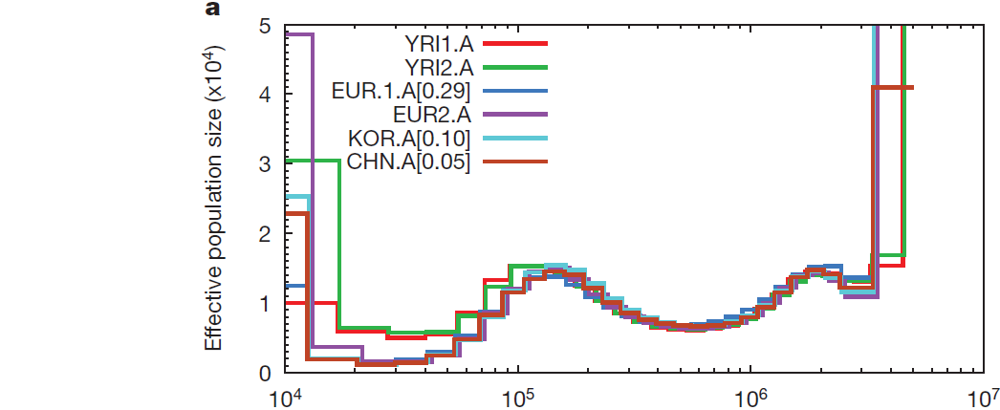 a
Effective population size (x10⁴)
5
4
3
2
1
0
YRI1.A
YRI2.A
EUR.1.A[0.29]
EUR2.A
KOR.A[0.10]
CHN.A[0.05]
10⁴ 10⁵ 10⁶ 10⁷